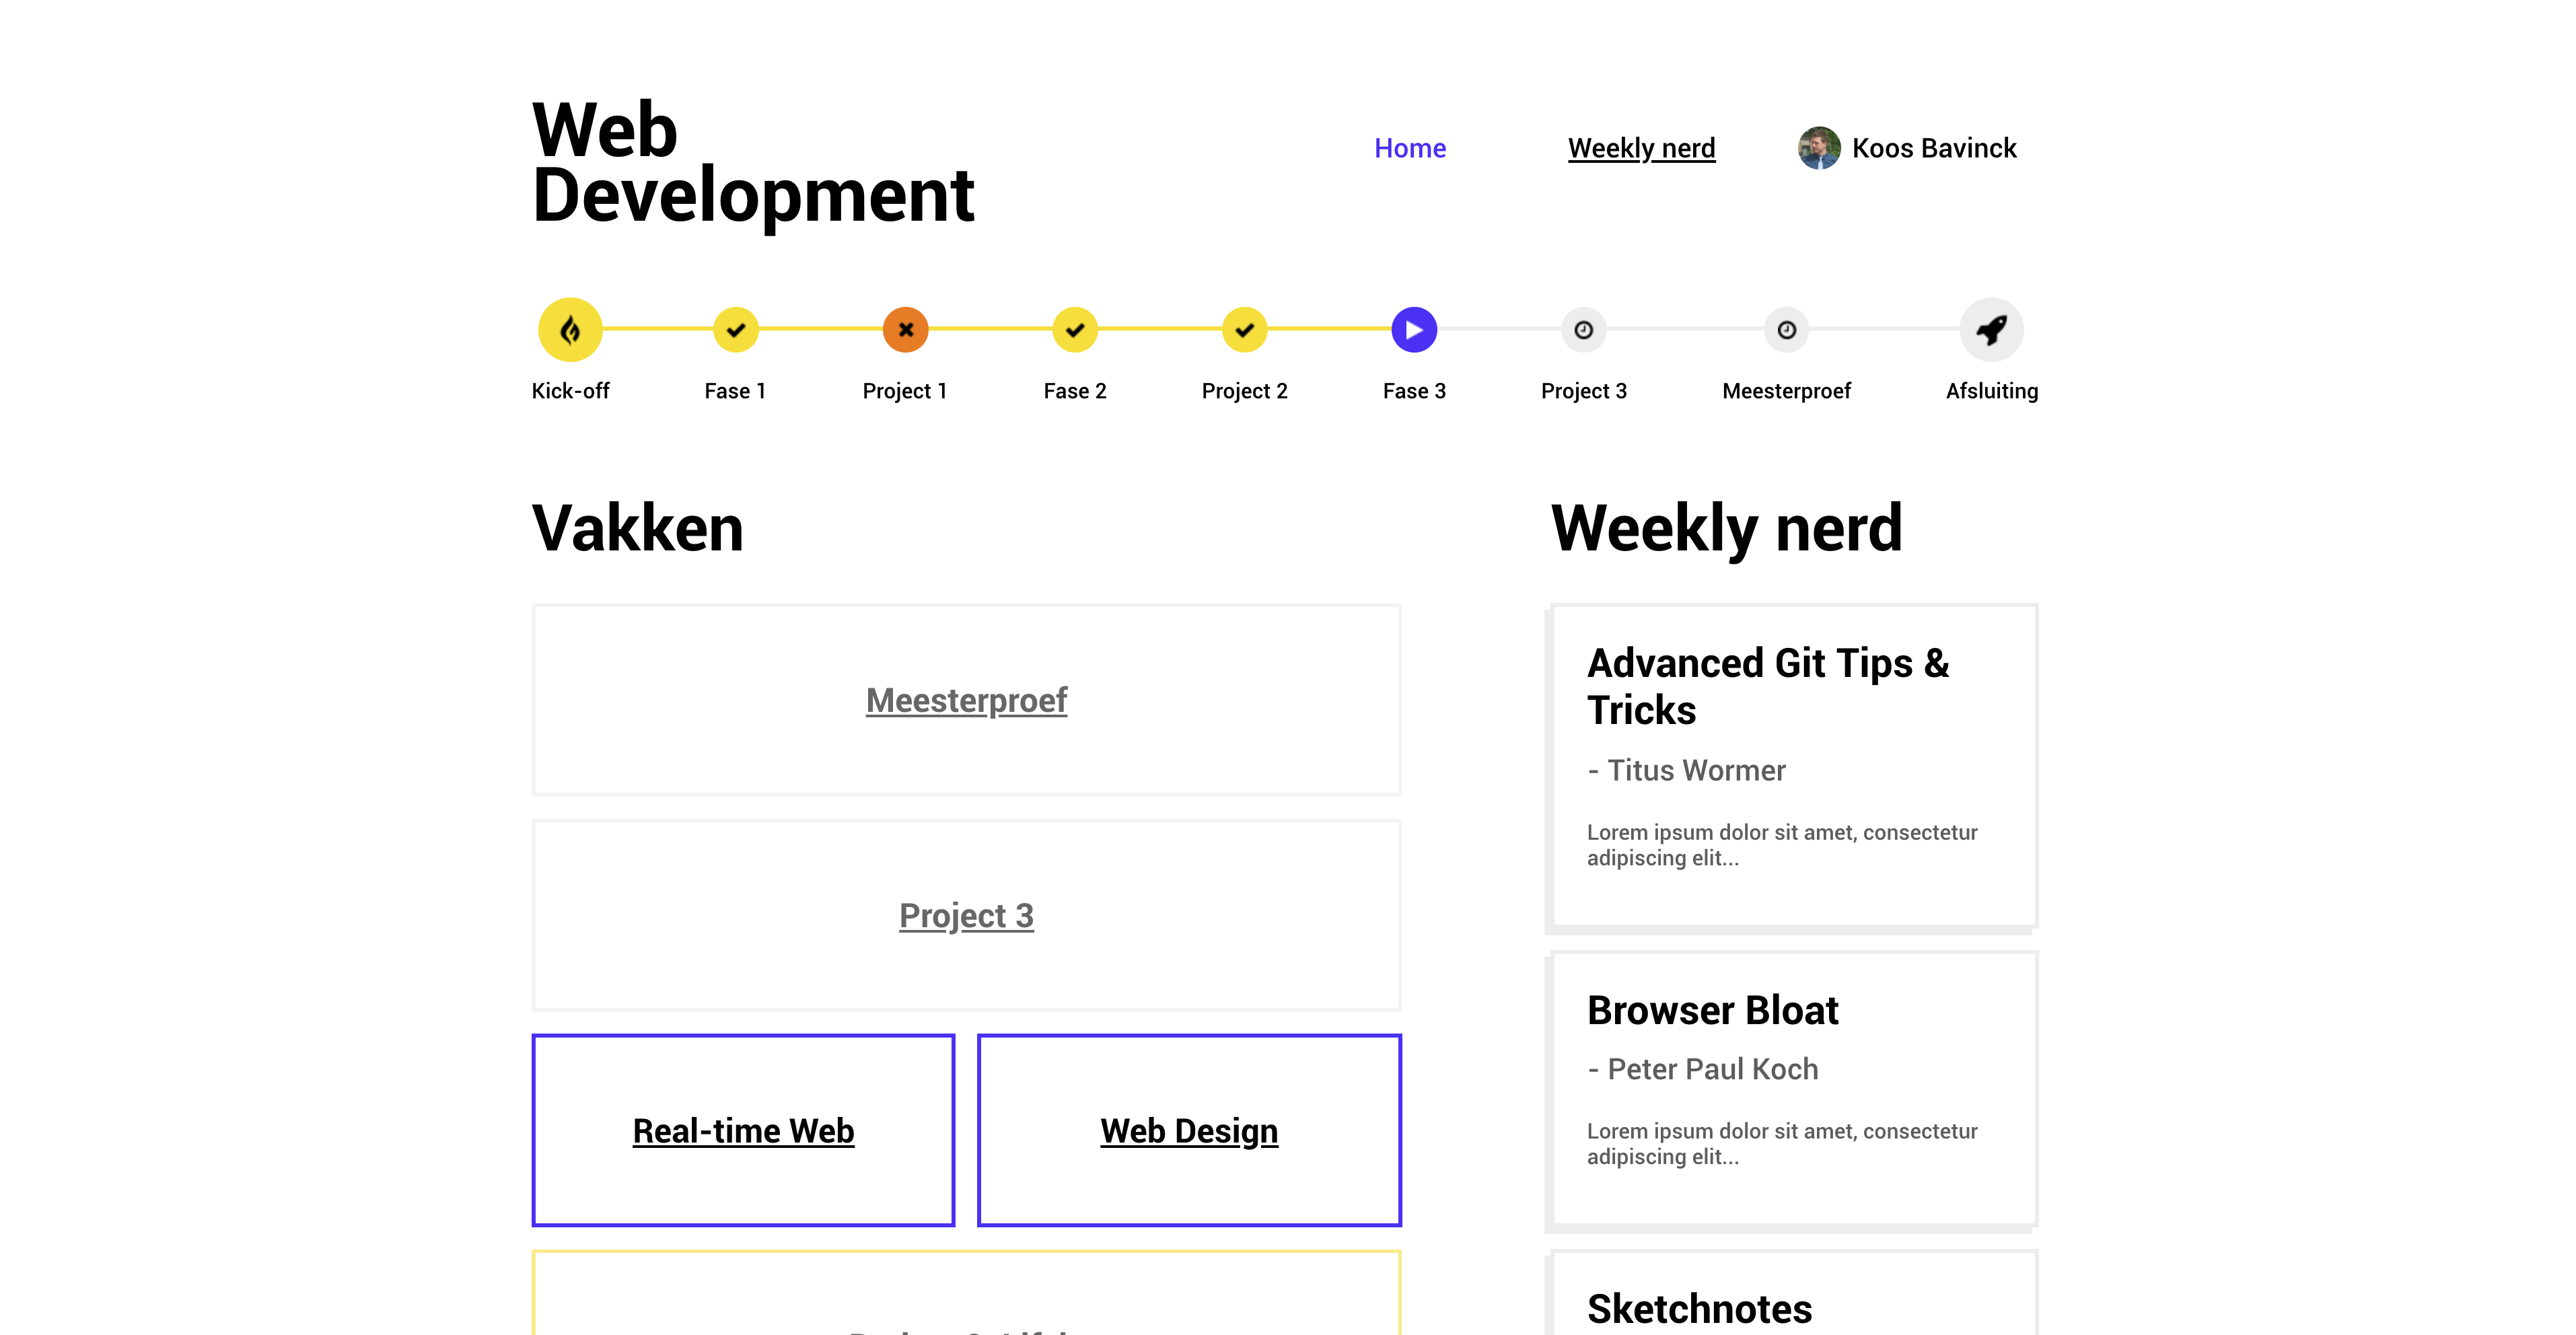 Web
Development
Home
Weekly nerd
Koos Bavinck
Kick-off
Fase 1
Project 1
Fase 2
Project 2
Fase 3
Project 3
Meesterproef
Afsluiting
Vakken
Meesterproef
Project 3
Real-time Web
Web Design
Weekly nerd
Advanced Git Tips &
Tricks
- Titus Wormer
Lorem ipsum dolor sit amet, consectetur
adipiscing elit...
Browser Bloat
- Peter Paul Koch
Lorem ipsum dolor sit amet, consectetur
adipiscing elit...
Sketchnotes